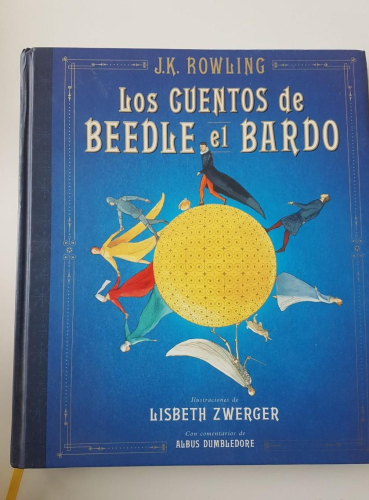 J.K. ROWLING
Los CUENTOS de
BEEDLE el BARDO
Ilustraciones de
LISBETH ZWERGER
Con comentarios de
ALBUS DUMBLEDORE